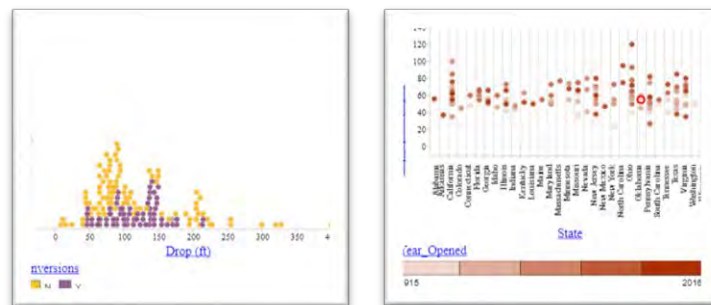 0 50 100 150 200 250 300 350
Drop (ft)
nversions
N Y
140
120
100
80
60
40
20
0
Alabama
Arkansas
California
Colorado
Connecticut
Florida
Georgia
Idaho
Illinois
Indiana
Kentucky
Louisiana
Maine
Maryland
Massachusetts
Minnesota
Missouri
Nevada
New Jersey
New Mexico
New York
North Carolina
Ohio
Oklahoma
Pennsylvania
South Carolina
Tennessee
Texas
Virginia
Washington
State
Year_Opened
915 2016